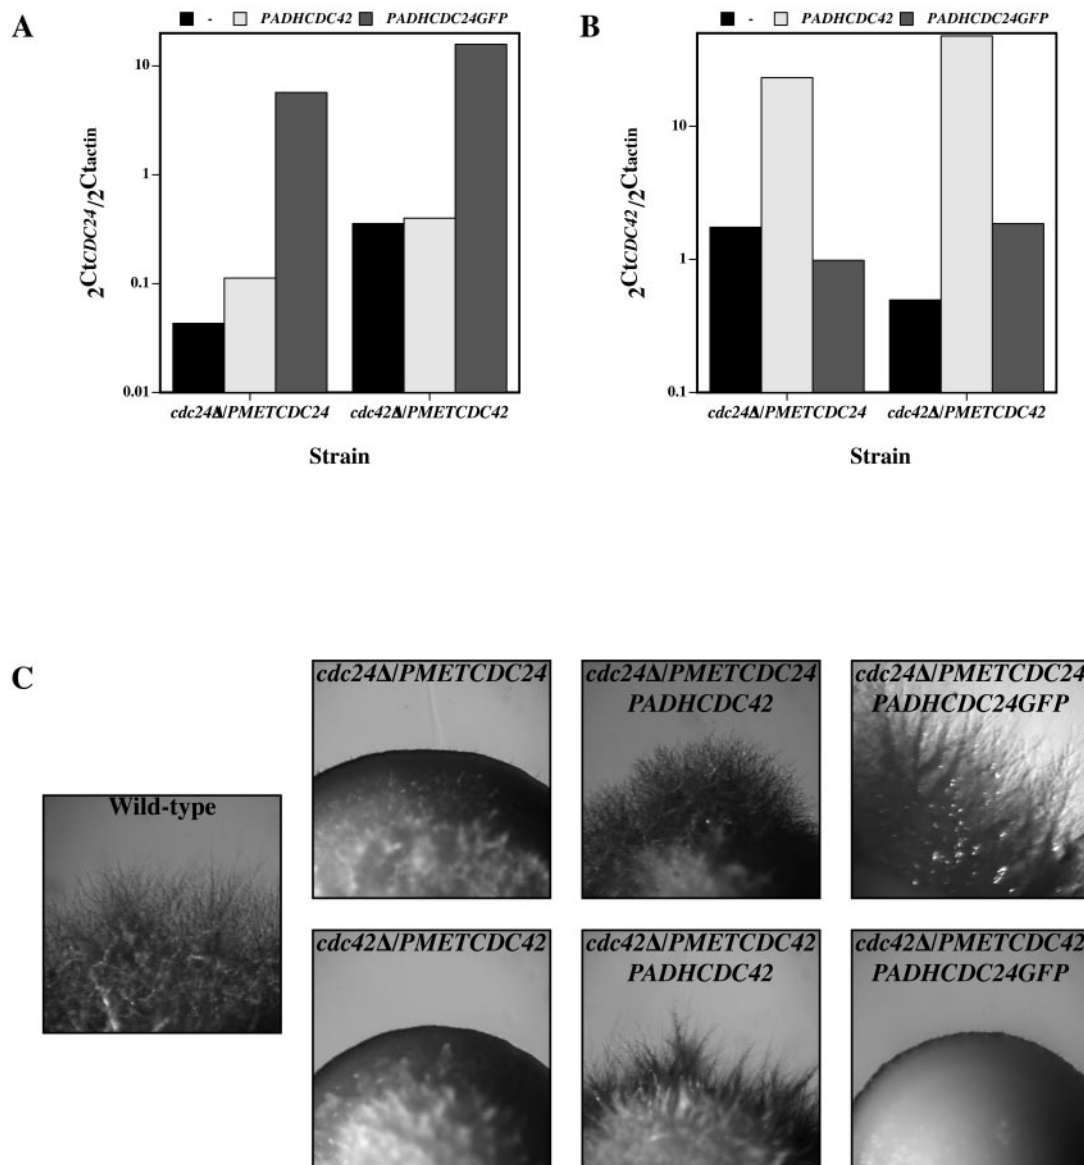 A
- PADHCDC42 PADHCDC24GFP
10
1
0.1
0.01
2CtCDC24/2Ctactin
cdc24Δ/PMETCDC24 cdc42Δ/PMETCDC42
Strain
B
- PADHCDC42 PADHCDC24GFP
10
1
0.1
2CtCDC42/2Ctactin
cdc24Δ/PMETCDC24 cdc42Δ/PMETCDC42
Strain
C
Wild-type
cdc24Δ/PMETCDC24
cdc24Δ/PMETCDC24
PADHCDC42
cdc24Δ/PMETCDC24
PADHCDC24GFP
cdc42Δ/PMETCDC42
cdc42Δ/PMETCDC42
PADHCDC42
cdc42Δ/PMETCDC42
PADHCDC24GFP